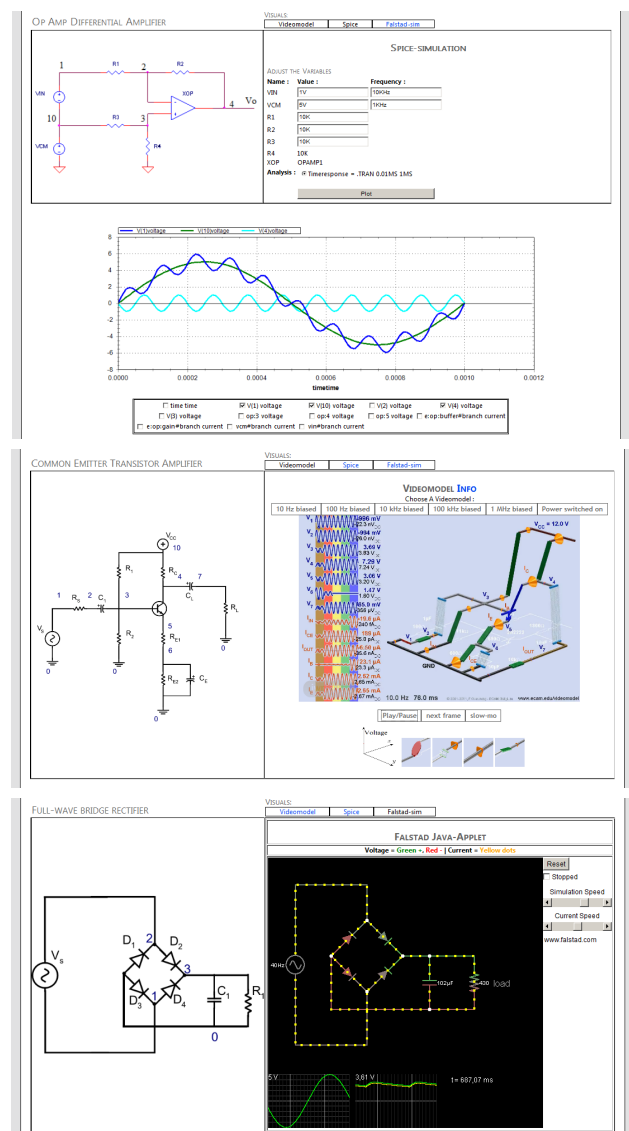 OP AMP DIFFERENTIAL AMPLIFIER
VISUALS:
Videomodel Spice Falstad-sim
1 R1 2 R2
VIN XOP 4 Vo
10 R3 3
VCM R4
SPICE-SIMULATION
ADJUST THE VARIABLES
Name : Value : Frequency :
VIN 1V 10KHz
VCM 5V 1KHz
R1 10K
R2 10K
R3 10K
R4 10K
XOP OPAMP1
Analysis : Timeresponse = .TRAN 0.01MS 1MS
Plot
V(1)voltage V(10)voltage V(4)voltage
8
6
4
2
0
-2
-4
-6
-8
0.0000 0.0002 0.0004 0.0006 0.0008 0.0010 0.0012
timetime
time time V(1) voltage V(10) voltage V(2) voltage V(4) voltage
V(3) voltage op:3 voltage op:4 voltage op:5 voltage e:op:buffer#branch current
e:op:gain#branch current vcm#branch current vin#branch current
COMMON EMITTER TRANSISTOR AMPLIFIER
VISUALS:
Videomodel Spice Falstad-sim
VCC
10
R1 RC 4 7
CL
1 RS 2 C1 3 RL
VS R2 5 RE1 0
6
0 0 RE2 CE
0
VIDEOMODEL INFO
Choose A Videomodel :
10 Hz biased 100 Hz biased 10 kHz biased 100 kHz biased 1 MHz biased Power switched on
VCC = 12.0 V
GND
10.0 Hz 76.0 ms www.ecam.edu/videomodel
Play/Pause next frame slow-mo
Voltage
x
y
FULL-WAVE BRIDGE RECTIFIER
VISUALS:
Videomodel Spice Falstad-sim
Vs D1 2 D2
3
D3 1 D4 C1
0
FALSTAD JAVA-APPLET
Voltage = Green +, Red - | Current = Yellow dots
Reset
Stopped
Simulation Speed
Current Speed
www.falstad.com
40Hz 102μF 430 load
5 V 3,61 V t= 687,07 ms